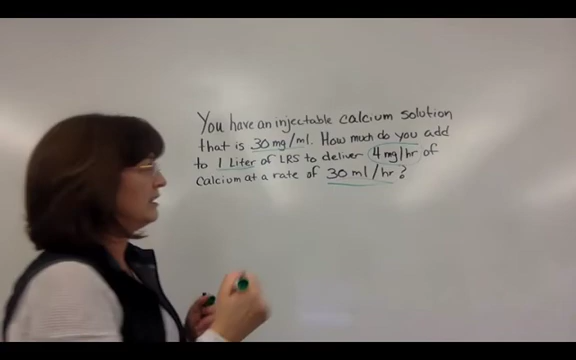 You have an injectable calcium solution
that is 30 mg/ml. How much do you add
to 1 Liter of LRS to deliver 4 mg/hr of
calcium at a rate of 30 ml/hr?